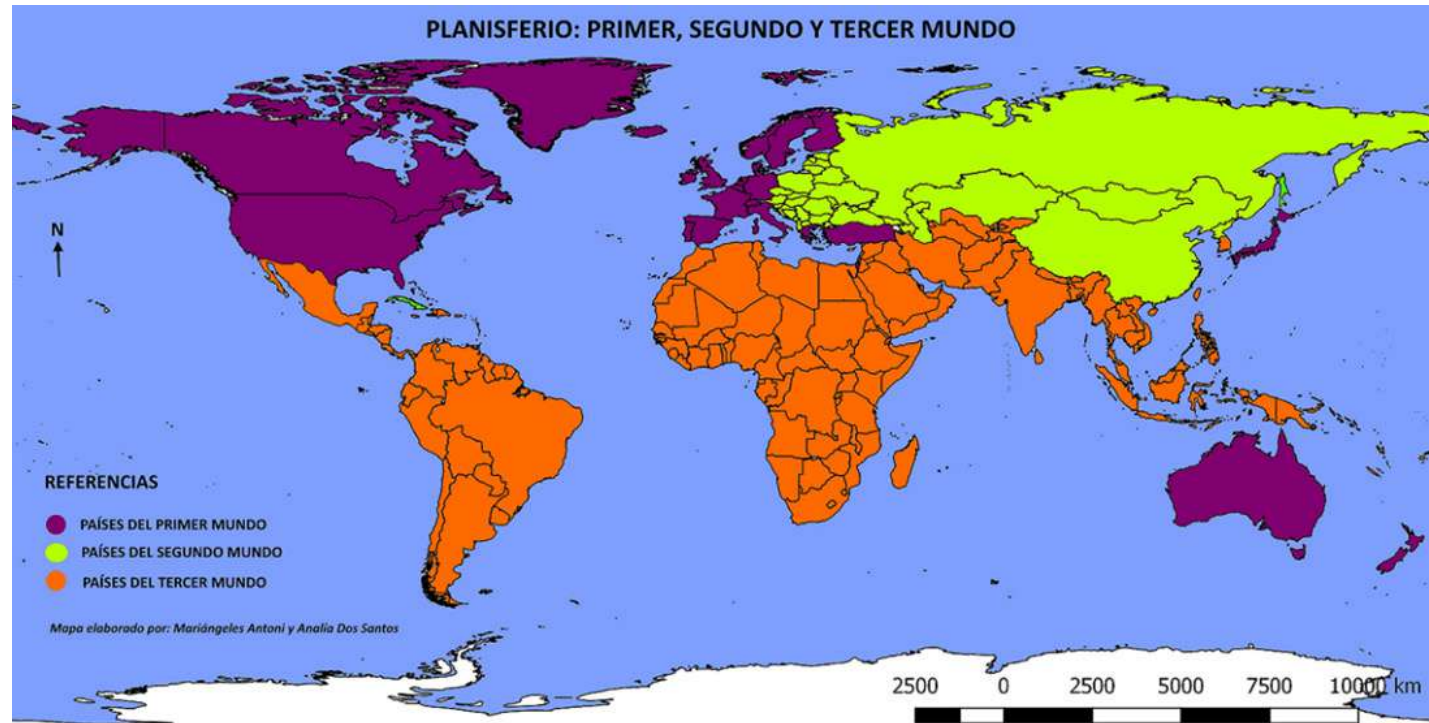 PLANISFERIO: PRIMER, SEGUNDO Y TERCER MUNDO
N
REFERENCIAS
PAÍSES DEL PRIMER MUNDO
PAÍSES DEL SEGUNDO MUNDO
PAÍSES DEL TERCER MUNDO
Mapa elaborado por: Mariángeles Antoni y Analía Dos Santos
2500 0 2500 5000 7500 10000 km